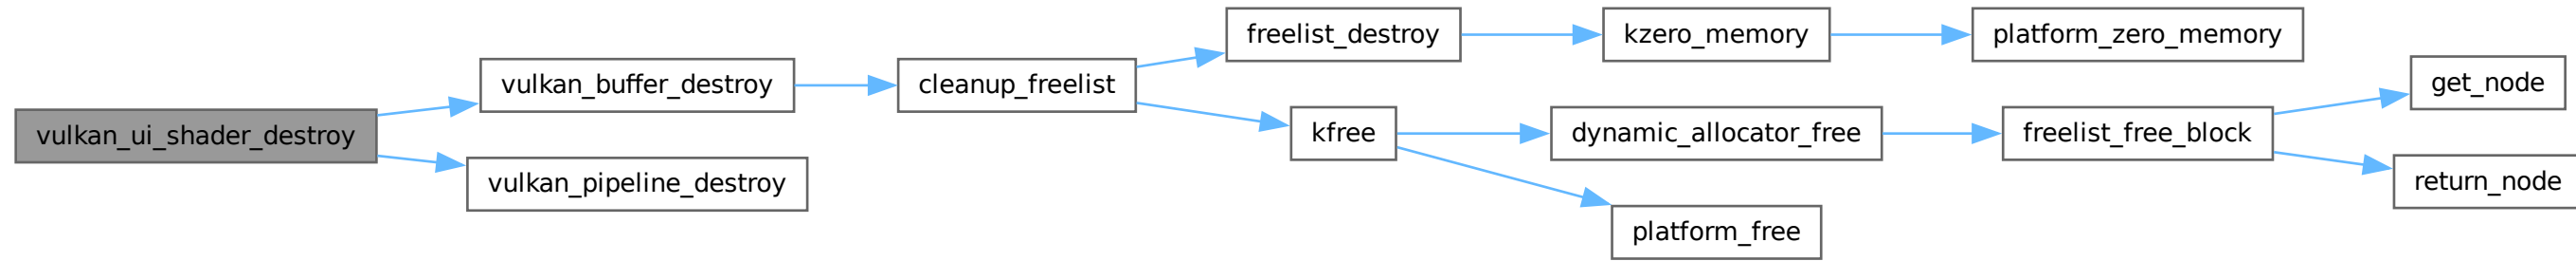 vulkan_ui_shader_destroy
vulkan_buffer_destroy
vulkan_pipeline_destroy
cleanup_freelist
freelist_destroy
kfree
kzero_memory
dynamic_allocator_free
platform_free
platform_zero_memory
freelist_free_block
get_node
return_node